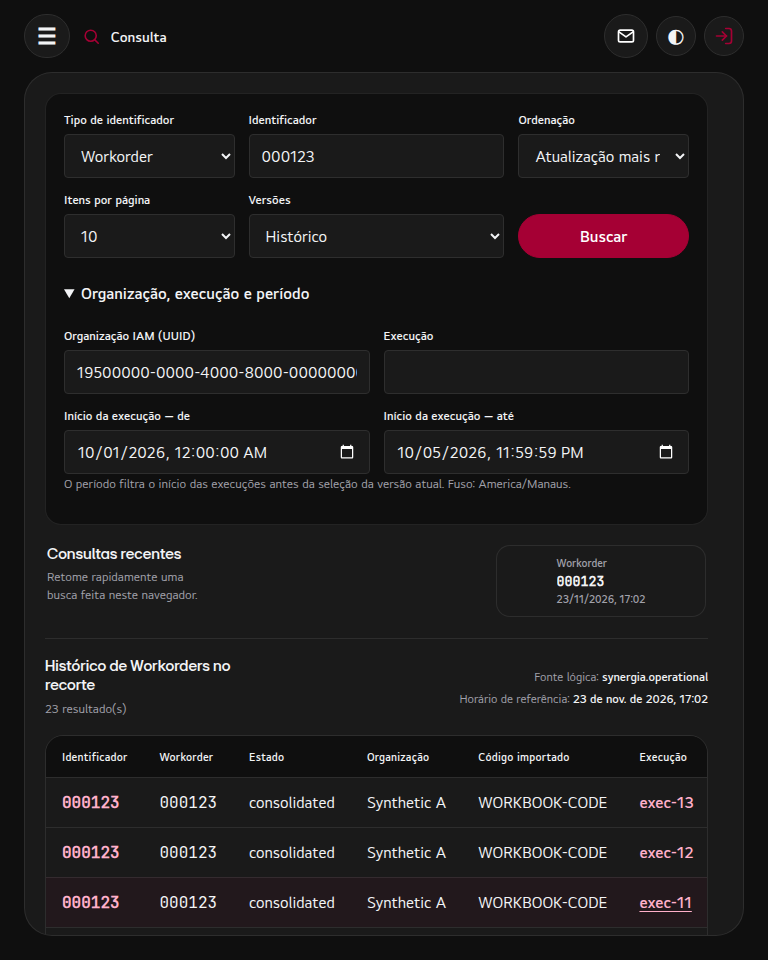 Consulta
Tipo de identificador
Identificador
Ordenação
Workorder
000123
Atualização mais r
Itens por página
Versões
10
Histórico
Buscar
▼ Organização, execução e período
Organização IAM (UUID)
Execução
19500000-0000-4000-8000-0000000
Início da execução — de
Início da execução — até
10/01/2026, 12:00:00 AM
10/05/2026, 11:59:59 PM
O período filtra o início das execuções antes da seleção da versão atual. Fuso: America/Manaus.
Consultas recentes
Retome rapidamente uma
busca feita neste navegador.
Workorder
000123
23/11/2026, 17:02
Histórico de Workorders no
recorte
23 resultado(s)
Fonte lógica: synergia.operational
Horário de referência: 23 de nov. de 2026, 17:02
Identificador Workorder Estado Organização Código importado Execução
000123 000123 consolidated Synthetic A WORKBOOK-CODE exec-13
000123 000123 consolidated Synthetic A WORKBOOK-CODE exec-12
000123 000123 consolidated Synthetic A WORKBOOK-CODE exec-11